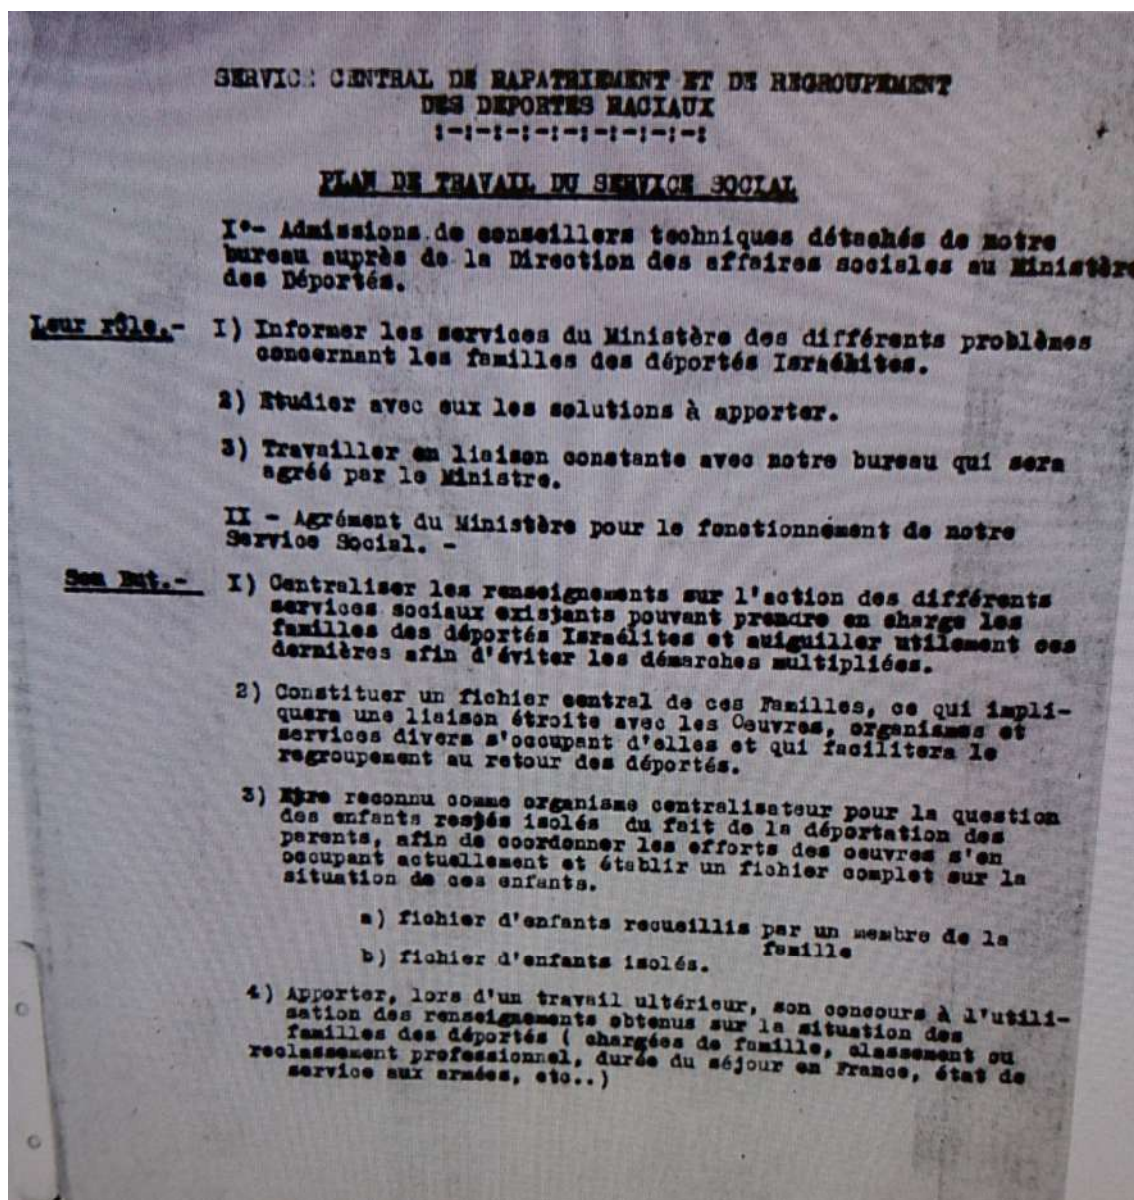 SERVICE CENTRAL DE RAPATRIEMENT ET DE REGROUPEMENT
DES DEPORTES RACIAUX
:-:-:-:-:-:-:-:-:-:
PLAN DE TRAVAIL DU SERVICE SOCIAL
I°- Admissions de conseillers techniques détachés de notre
bureau auprès de la Direction des affaires sociales au Ministère
des Déportés.
Leur rôle.- I) Informer les services du Ministère des différents problèmes
concernant les familles des déportés Israélites.
2) Etudier avec eux les solutions à apporter.
3) Travailler en liaison constante avec notre bureau qui sera
agréé par le Ministre.
II - Agrément du Ministère pour le fonctionnement de notre
Service Social. -
Son But.- I) Centraliser les renseignements sur l'action des différents
services sociaux existants pouvant prendre en charge les
familles des déportés Israélites et auiguiller utilement ces
dernières afin d'éviter les démarches multipliées.
2) Constituer un fichier central de ces Familles, ce qui impli-
quera une liaison étroite avec les Oeuvres, organismes et
services divers s'occupant d'elles et qui facilitera le
regroupement au retour des déportés.
3) Etre reconnu comme organisme centralisateur pour la question
des enfants restés isolés du fait de la déportation des
parents, afin de coordonner les efforts des oeuvres s'en
occupant actuellement et établir un fichier complet sur la
situation de ces enfants.
a) fichier d'enfants recueillis par un membre de la
famille
b) fichier d'enfants isolés.
4) Apporter, lors d'un travail ultérieur, son concours à l'utili-
sation des renseignements obtenus sur la situation des
familles des déportés ( chargées de famille, classement ou
reclassement professionnel, durée du séjour en France, état de
service aux armées, etc..)